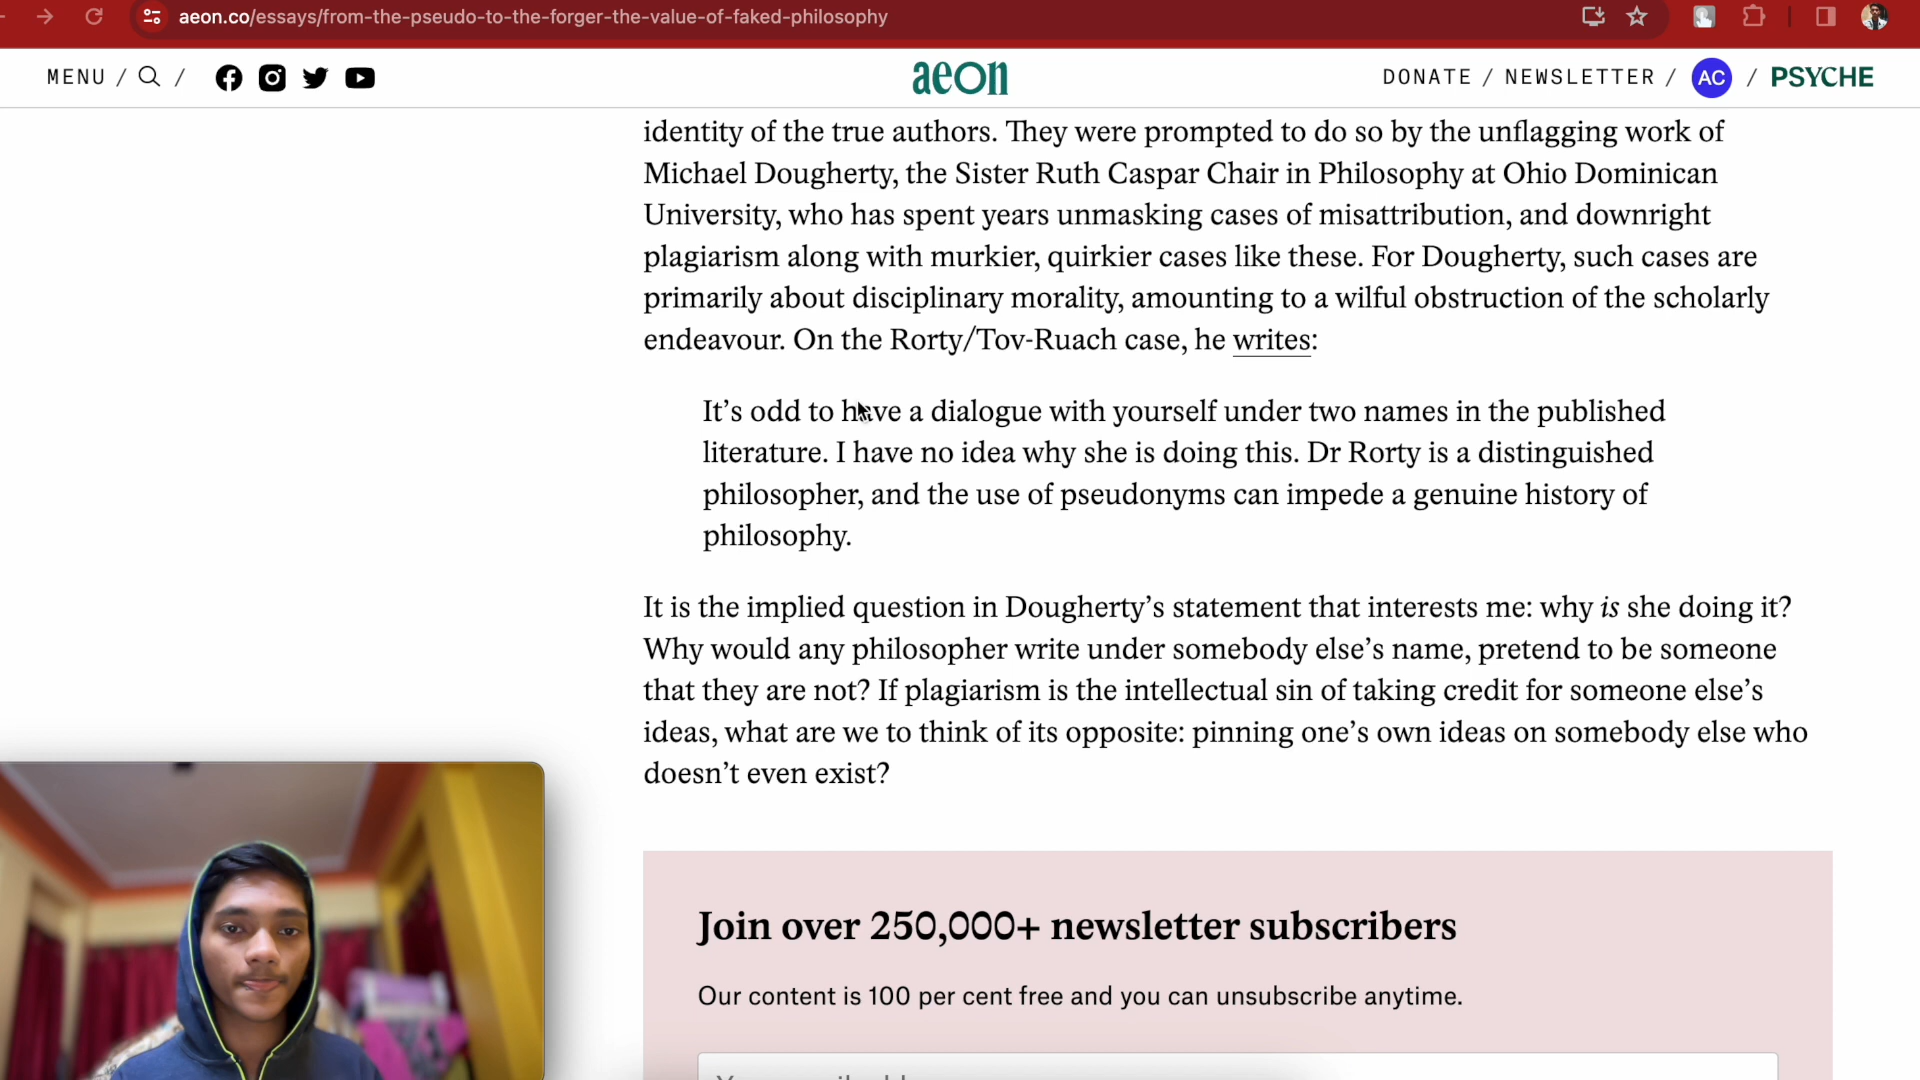 aeon.co/essays/from-the-pseudo-to-the-forger-the-value-of-faked-philosophy
MENU / /
aeon
DONATE / NEWSLETTER / AC / PSYCHE
identity of the true authors. They were prompted to do so by the unflagging work of
Michael Dougherty, the Sister Ruth Caspar Chair in Philosophy at Ohio Dominican
University, who has spent years unmasking cases of misattribution, and downright
plagiarism along with murkier, quirkier cases like these. For Dougherty, such cases are
primarily about disciplinary morality, amounting to a wilful obstruction of the scholarly
endeavour. On the Rorty/Tov-Ruach case, he writes:
It’s odd to have a dialogue with yourself under two names in the published
literature. I have no idea why she is doing this. Dr Rorty is a distinguished
philosopher, and the use of pseudonyms can impede a genuine history of
philosophy.
It is the implied question in Dougherty’s statement that interests me: why is she doing it?
Why would any philosopher write under somebody else’s name, pretend to be someone
that they are not? If plagiarism is the intellectual sin of taking credit for someone else’s
ideas, what are we to think of its opposite: pinning one’s own ideas on somebody else who
doesn’t even exist?
Join over 250,000+ newsletter subscribers
Our content is 100 per cent free and you can unsubscribe anytime.